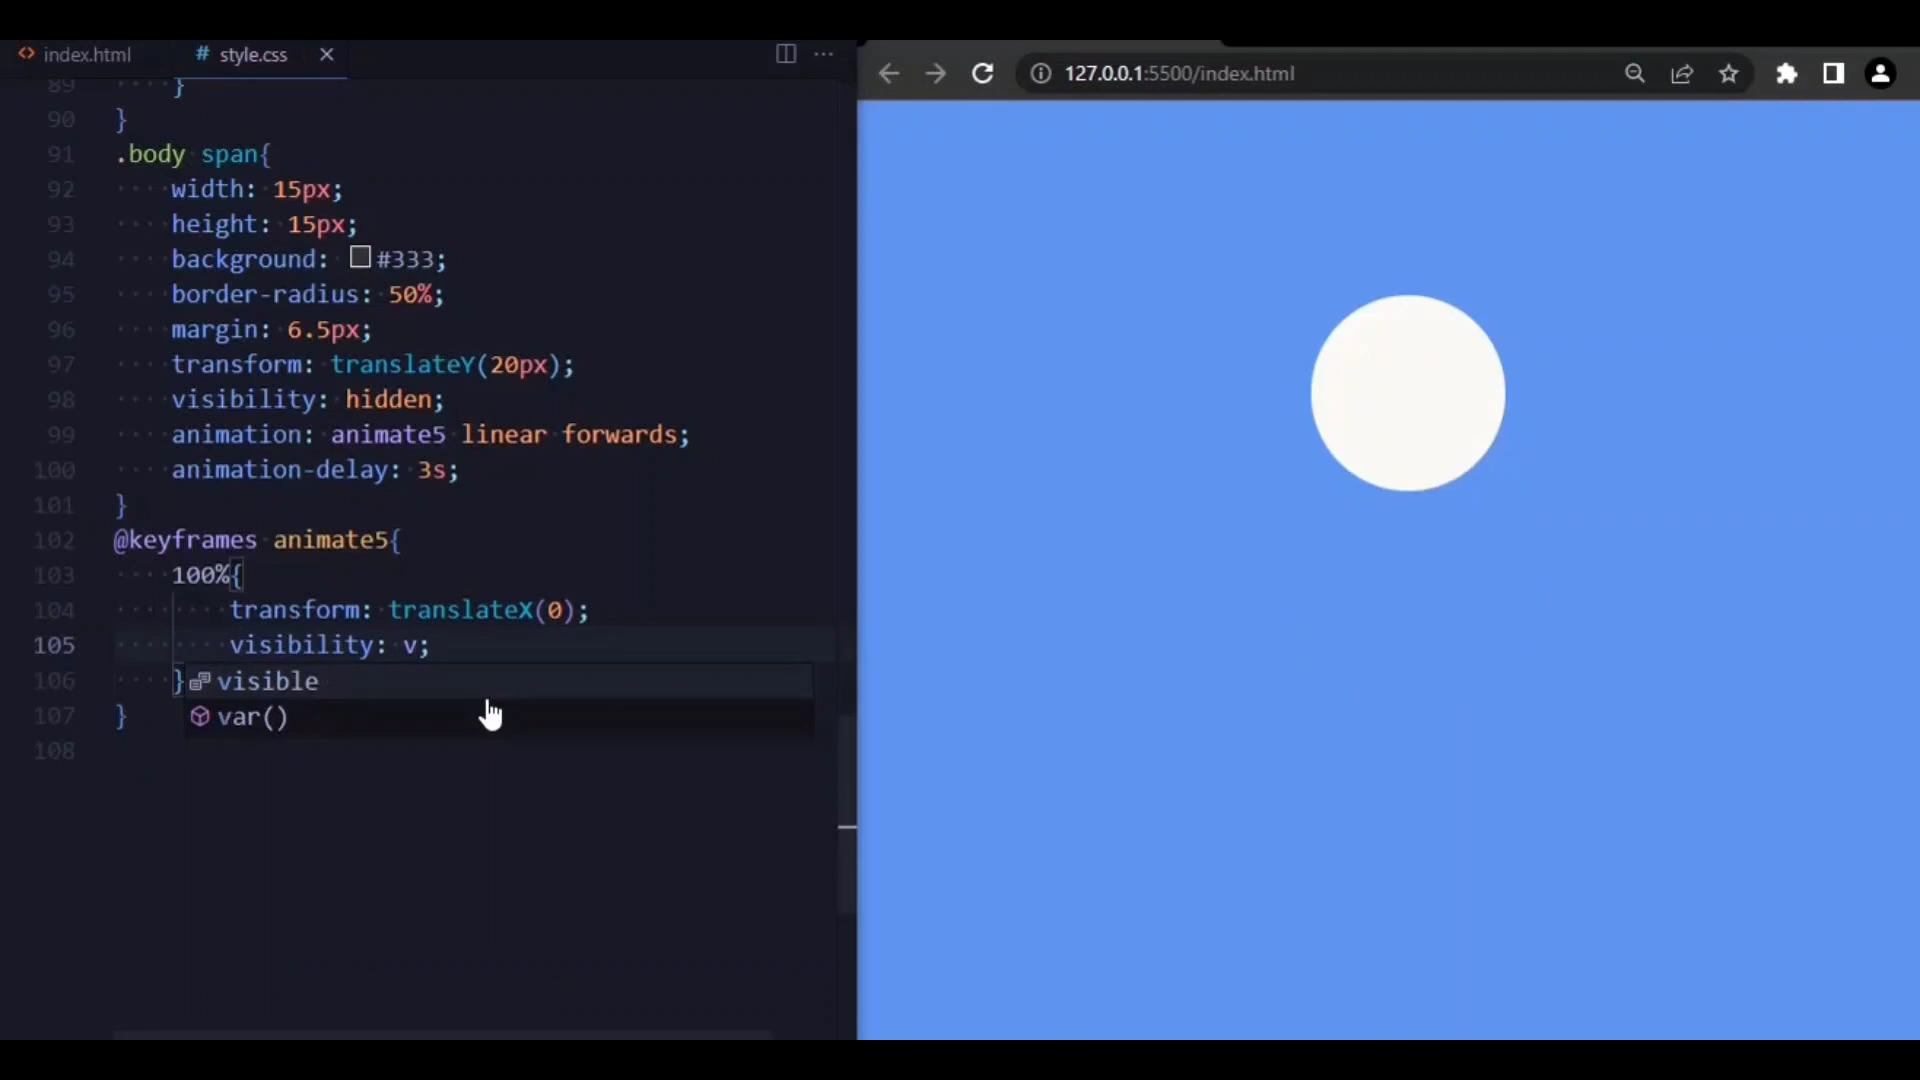 index.html
# style.css
127.0.0.1:5500/index.html
89 }
90 }
91 .body span{
92 width: 15px;
93 height: 15px;
94 background: #333;
95 border-radius: 50%;
96 margin: 6.5px;
97 transform: translateY(20px);
98 visibility: hidden;
99 animation: animate5 linear forwards;
100 animation-delay: 3s;
101 }
102 @keyframes animate5{
103 100%{
104 transform: translateX(0);
105 visibility: v;
106 }
visible
107 }
var()
108